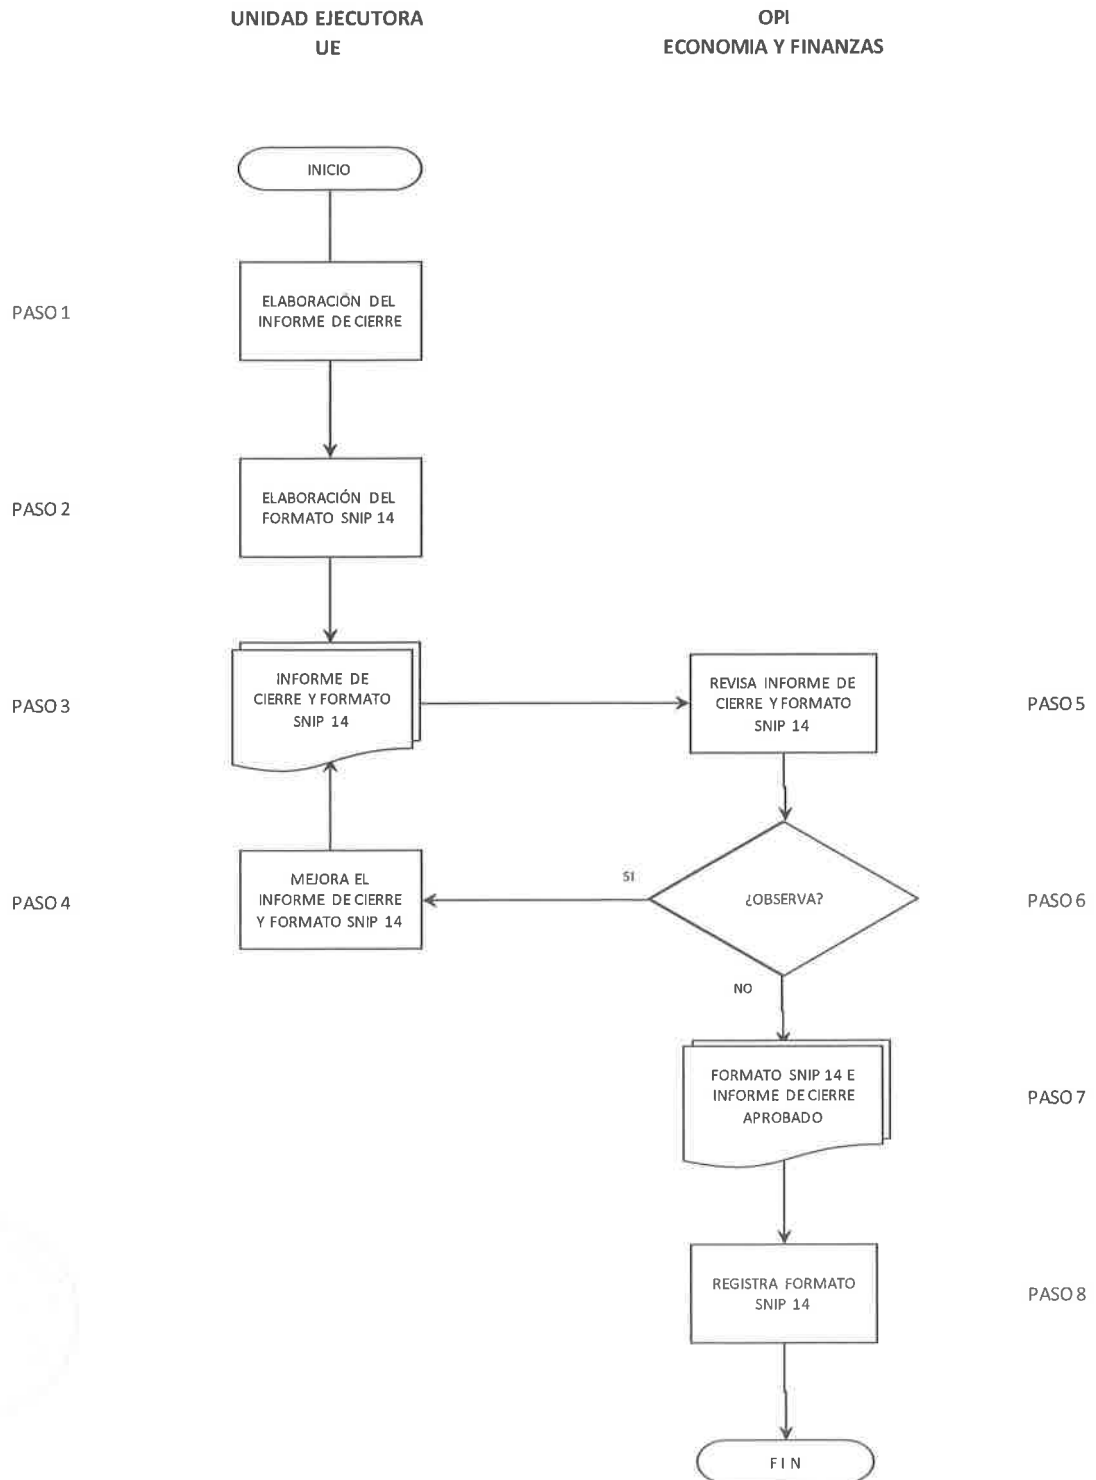 UNIDAD EJECUTORA
UE
OPI
ECONOMIA Y FINANZAS
INICIO
PASO 1
ELABORACIÓN DEL
INFORME DE CIERRE
PASO 2
ELABORACIÓN DEL
FORMATO SNIP 14
PASO 3
INFORME DE
CIERRE Y FORMATO
SNIP 14
REVISA INFORME DE
CIERRE Y FORMATO
SNIP 14
PASO 5
PASO 4
MEJORA EL
INFORME DE CIERRE
Y FORMATO SNIP 14
SI
¿OBSERVA?
PASO 6
NO
FORMATO SNIP 14 E
INFORME DE CIERRE
APROBADO
PASO 7
REGISTRA FORMATO
SNIP 14
PASO 8
F I N